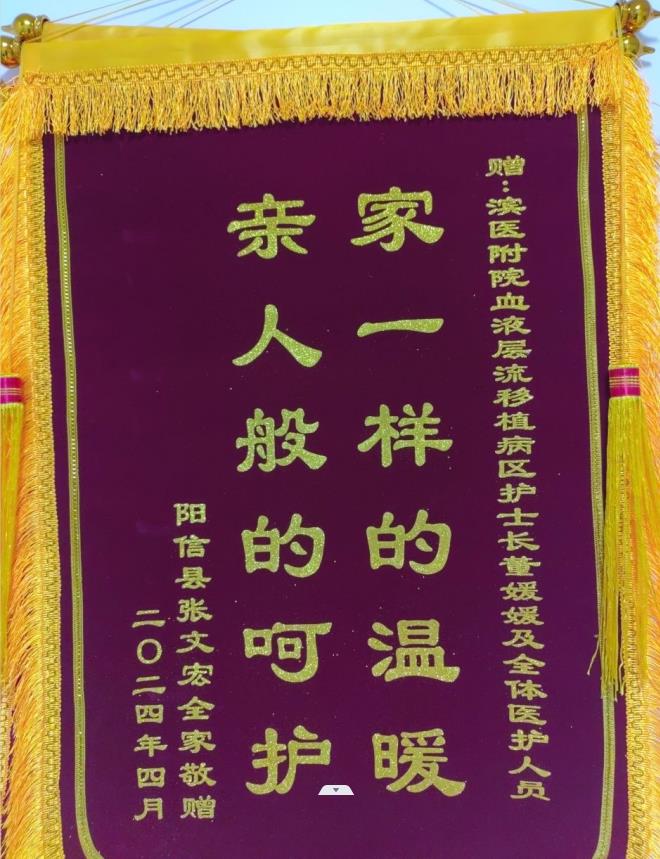 赠：滨医附院血液层流移植病区护士长董媛媛及全体医护人员
家一样的温暖
亲人般的呵护
阳信县张文宏全家敬赠
二〇二四年四月